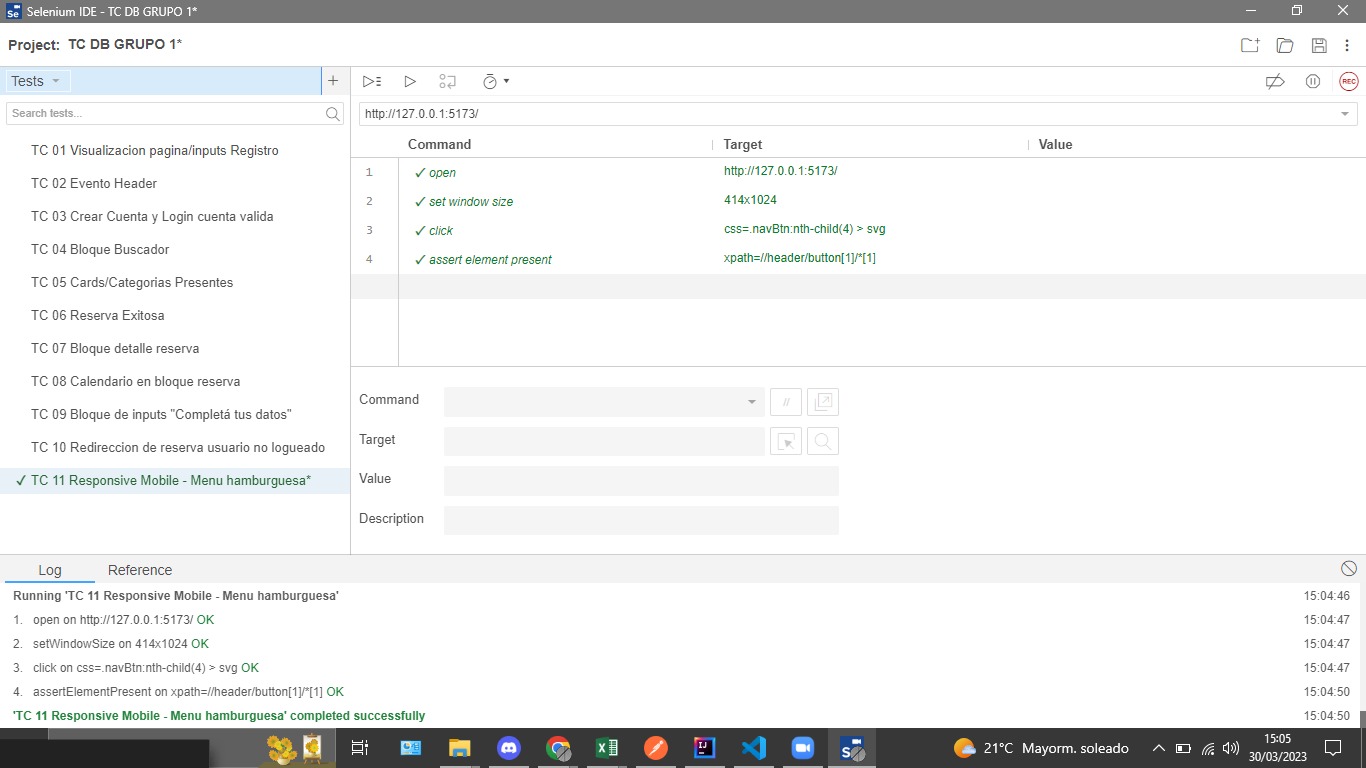 Selenium IDE - TC DB GRUPO 1*
Project: TC DB GRUPO 1*
Tests
Search tests...
TC 01 Visualizacion pagina/inputs Registro
TC 02 Evento Header
TC 03 Crear Cuenta y Login cuenta valida
TC 04 Bloque Buscador
TC 05 Cards/Categorias Presentes
TC 06 Reserva Exitosa
TC 07 Bloque detalle reserva
TC 08 Calendario en bloque reserva
TC 09 Bloque de inputs "Completá tus datos"
TC 10 Redireccion de reserva usuario no logueado
✓ TC 11 Responsive Mobile - Menu hamburguesa*
REC
http://127.0.0.1:5173/
Command Target Value
1 ✓ open http://127.0.0.1:5173/
2 ✓ set window size 414x1024
3 ✓ click css=.navBtn:nth-child(4) > svg
4 ✓ assert element present xpath=//header/button[1]/*[1]
Command //
Target
Value
Description
Log Reference
Running 'TC 11 Responsive Mobile - Menu hamburguesa' 15:04:46
1. open on http://127.0.0.1:5173/ OK 15:04:47
2. setWindowSize on 414x1024 OK 15:04:47
3. click on css=.navBtn:nth-child(4) > svg OK 15:04:47
4. assertElementPresent on xpath=//header/button[1]/*[1] OK 15:04:50
'TC 11 Responsive Mobile - Menu hamburguesa' completed successfully 15:04:50
21°C Mayorm. soleado
15:05
30/03/2023